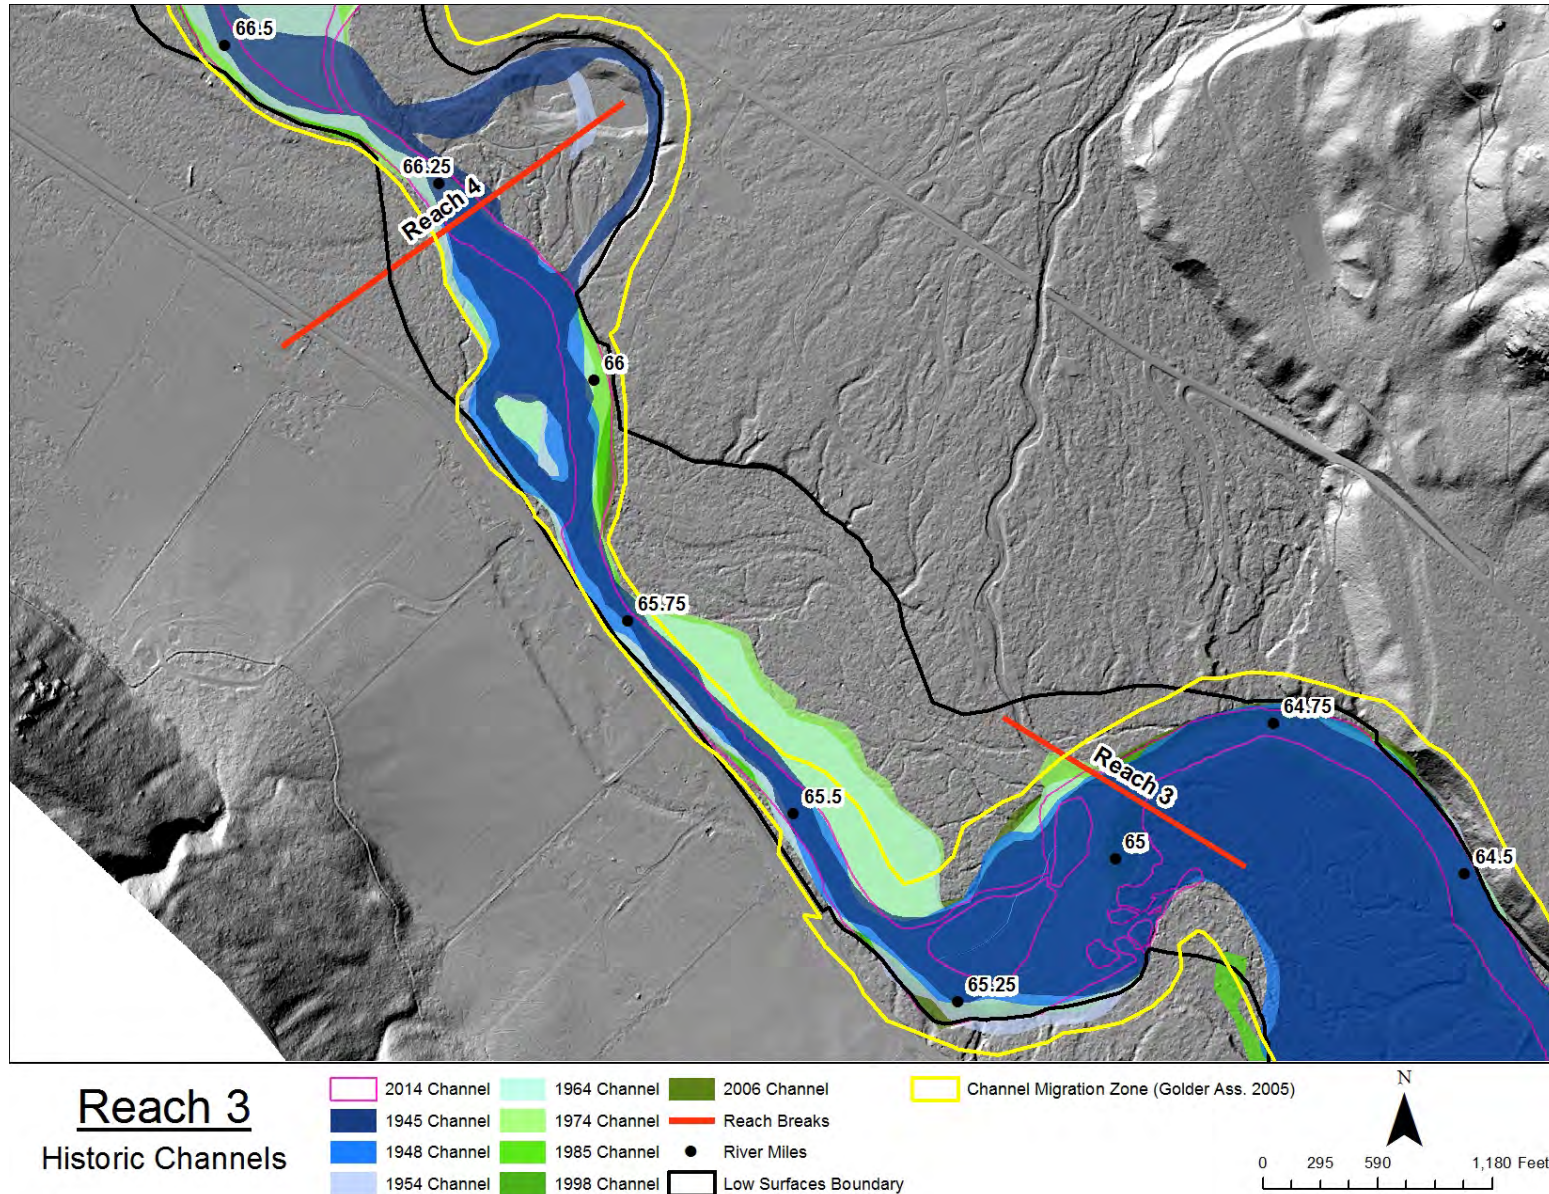 66.5
66.25
Reach 4
66
65.75
65.5
65.25
65
Reach 3
64.75
64.5
Reach 3
Historic Channels
2014 Channel
1945 Channel
1948 Channel
1954 Channel
1964 Channel
1974 Channel
1985 Channel
1998 Channel
2006 Channel
Reach Breaks
River Miles
Low Surfaces Boundary
Channel Migration Zone (Golder Ass. 2005)
N
0 295 590 1,180 Feet